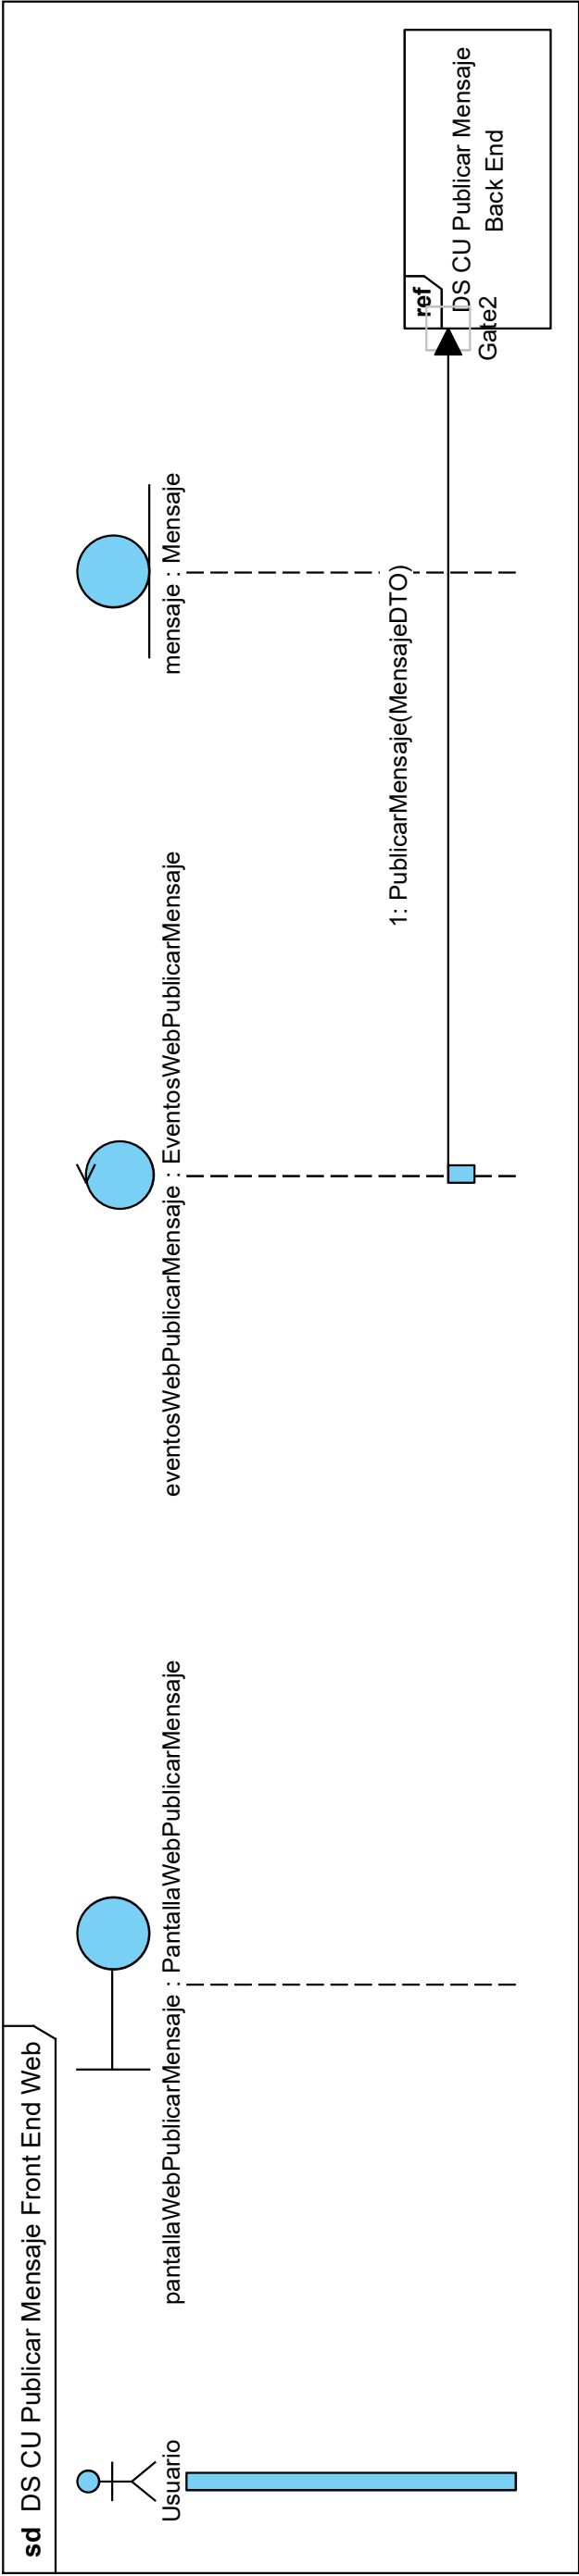 sd DS CU Publicar Mensaje Front End Web
Usuario
pantallaWebPublicarMensaje : PantallaWebPublicarMensaje
eventosWebPublicarMensaje : EventosWebPublicarMensaje
mensaje : Mensaje
1: PublicarMensaje(MensajeDTO)
ref
DS CU Publicar Mensaje
Back End
Gate2